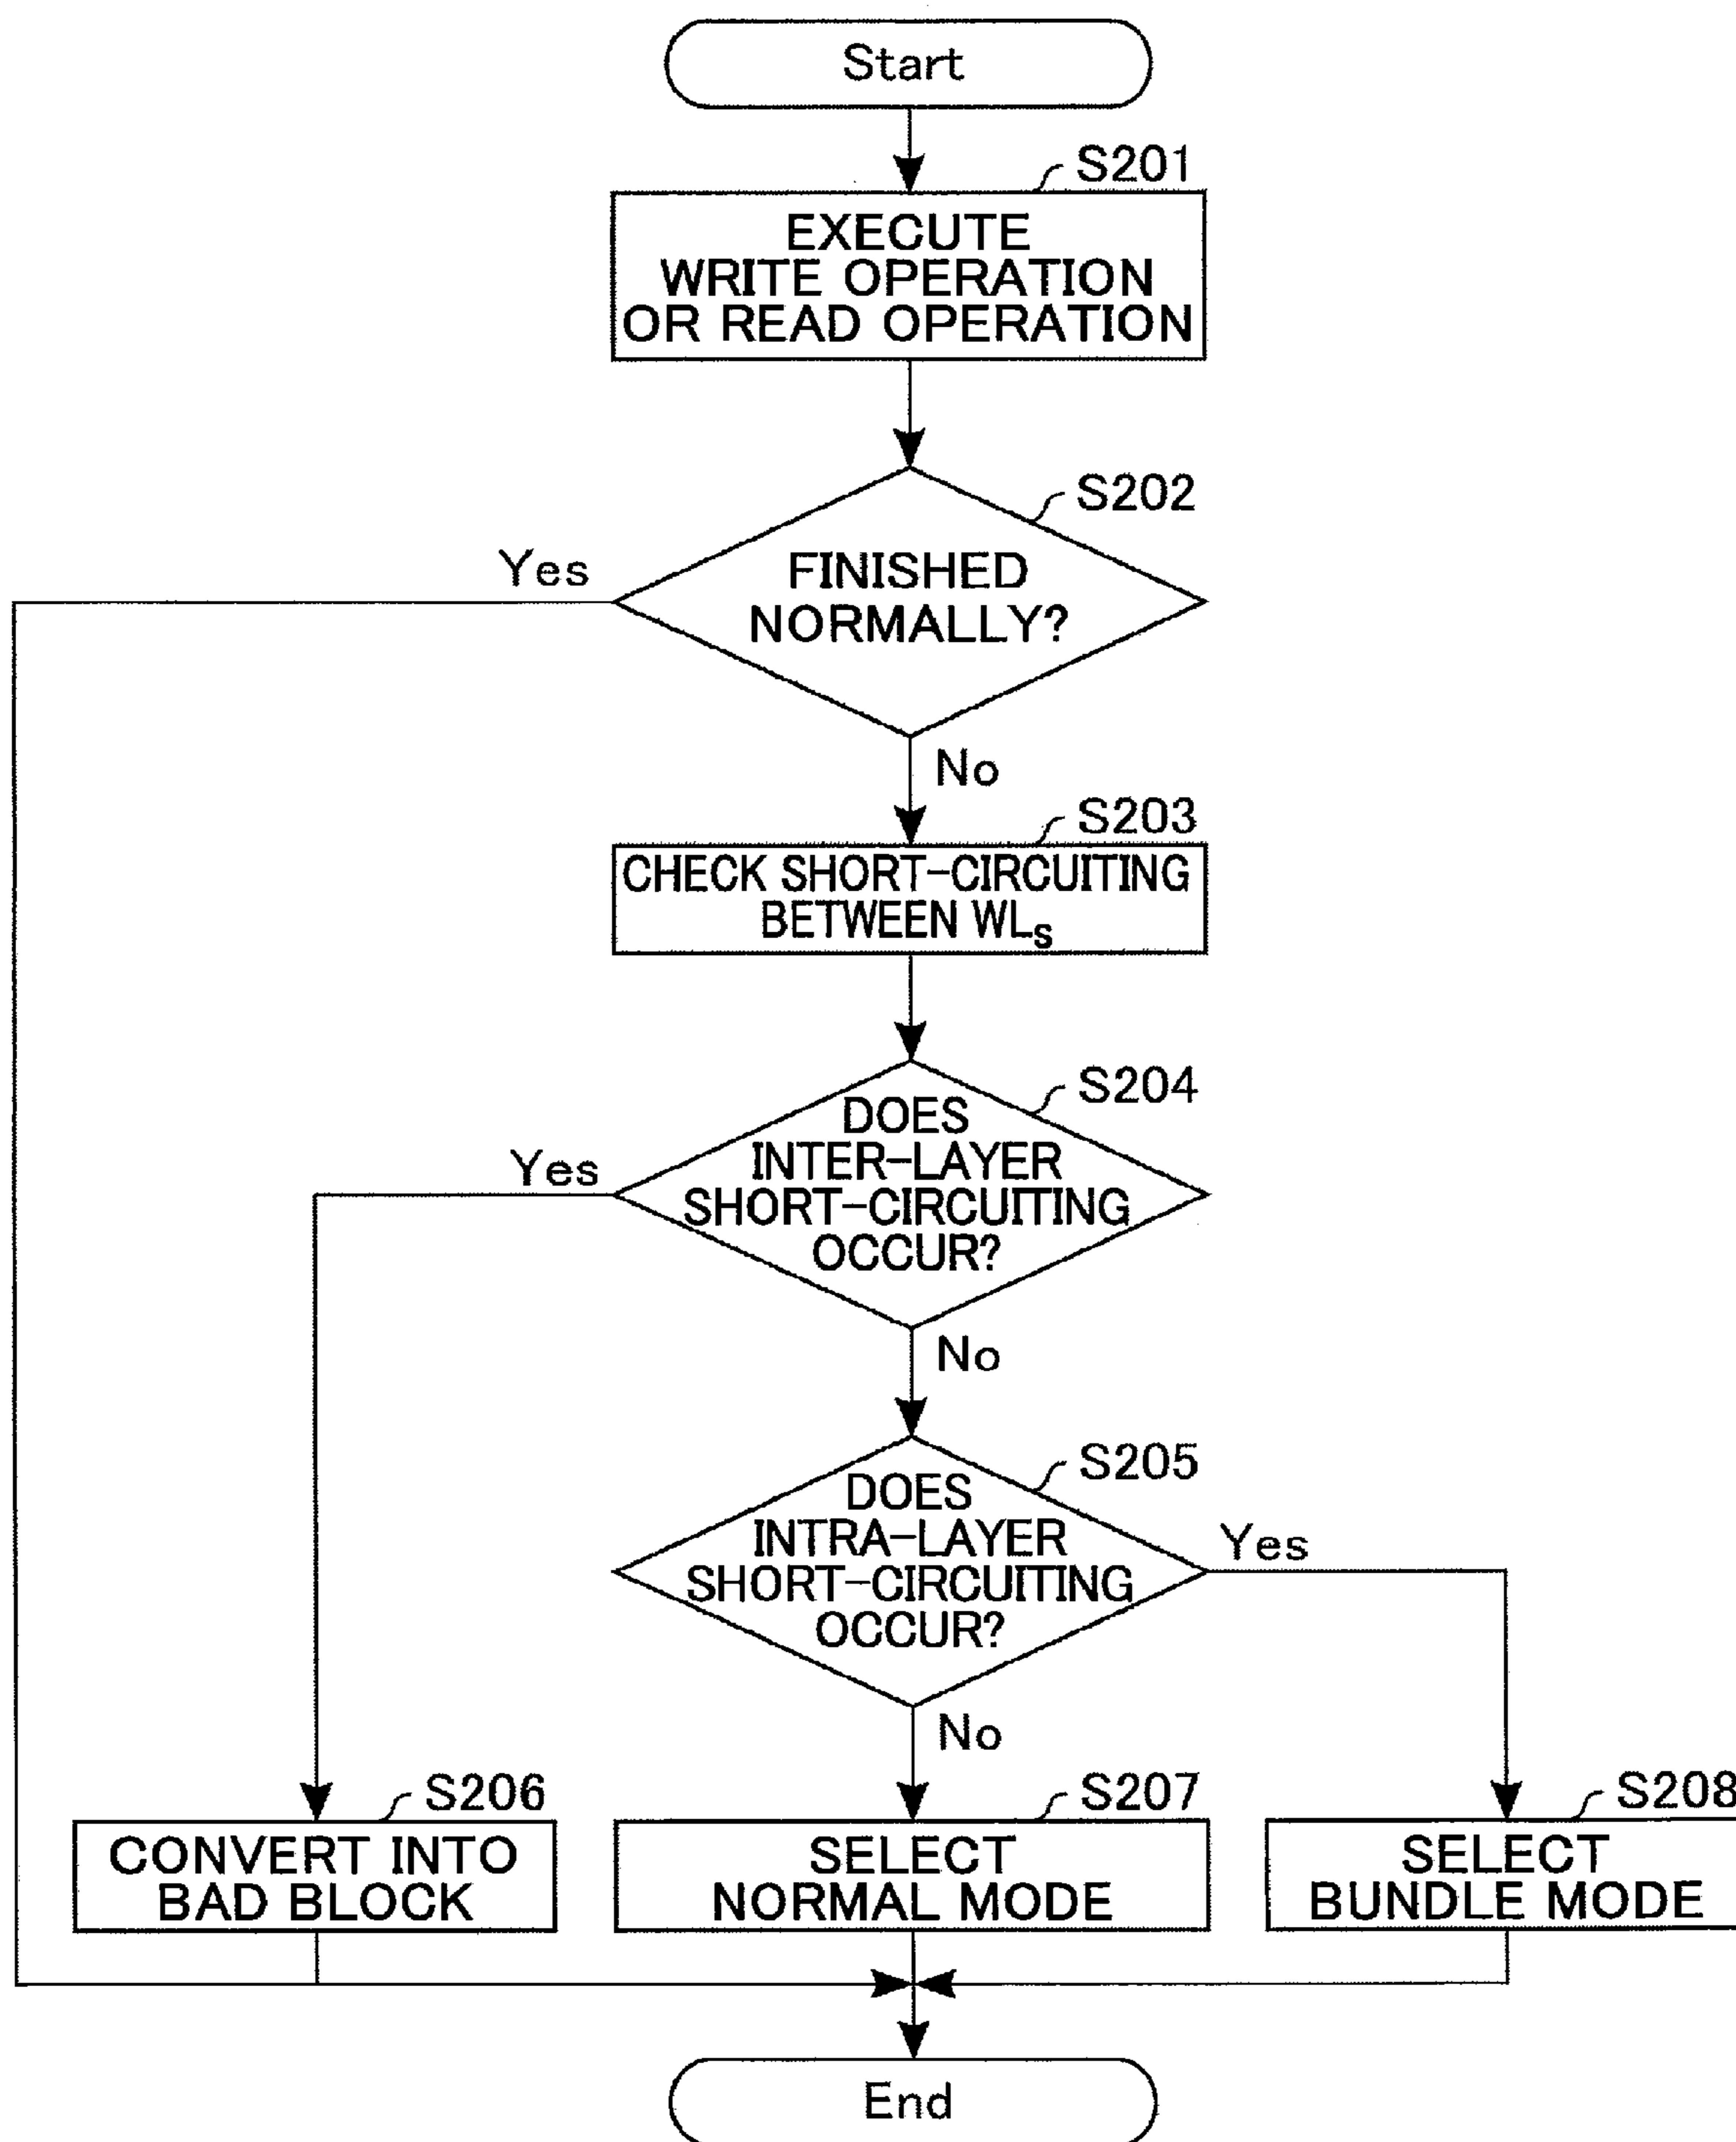 Start
S201
EXECUTE
WRITE OPERATION
OR READ OPERATION
S202
Yes
FINISHED
NORMALLY?
No
S203
CHECK SHORT-CIRCUITING
BETWEEN WLs
S204
Yes
DOES
INTER-LAYER
SHORT-CIRCUITING
OCCUR?
No
S205
DOES
INTRA-LAYER
SHORT-CIRCUITING
OCCUR?
Yes
No
S206
CONVERT INTO
BAD BLOCK
S207
SELECT
NORMAL MODE
S208
SELECT
BUNDLE MODE
End